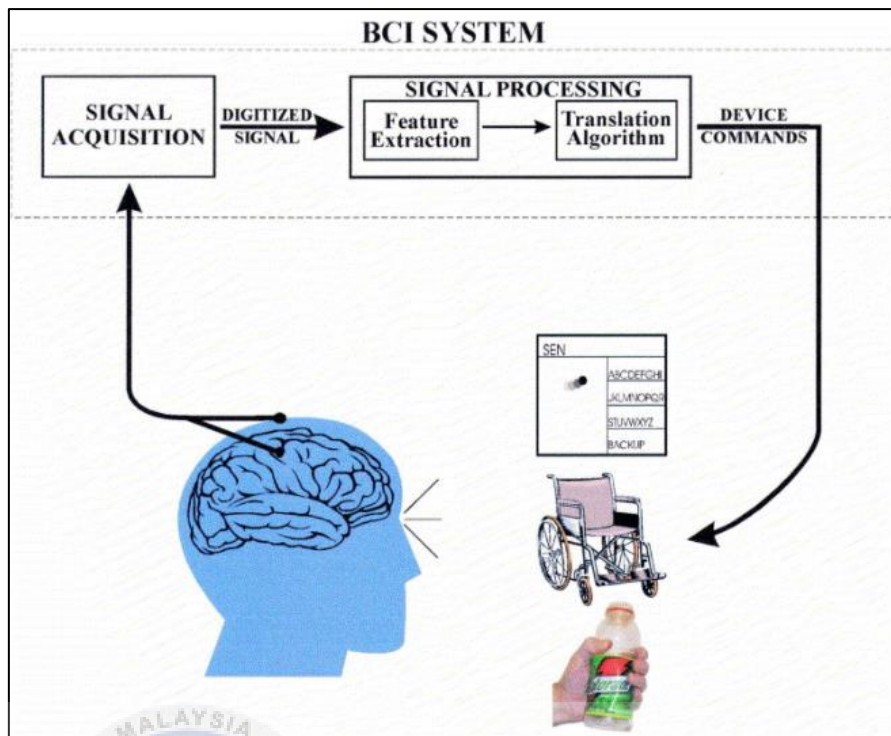 BCI SYSTEM
SIGNAL
ACQUISITION
DIGITIZED
SIGNAL
SIGNAL PROCESSING
Feature
Extraction
Translation
Algorithm
DEVICE
COMMANDS
SEN
ABCDEFGHI
JKLMNOPQR
STUVWXYZ
BACKUP
MALAYSIA